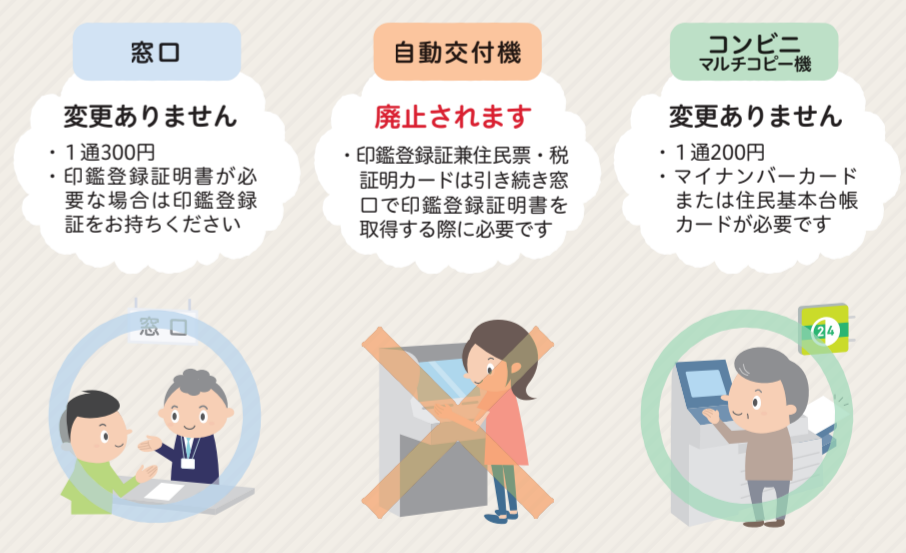 窓口
変更ありません
・１通300円
・印鑑登録証明書が必
要な場合は印鑑登録
証をお持ちください
自動交付機
廃止されます
・印鑑登録証兼住民票・税
証明カードは引き続き窓
口で印鑑登録証明書を
取得する際に必要です
コンビニ
マルチコピー機
変更ありません
・１通200円
・マイナンバーカード
または住民基本台帳
カードが必要です
窓口
24